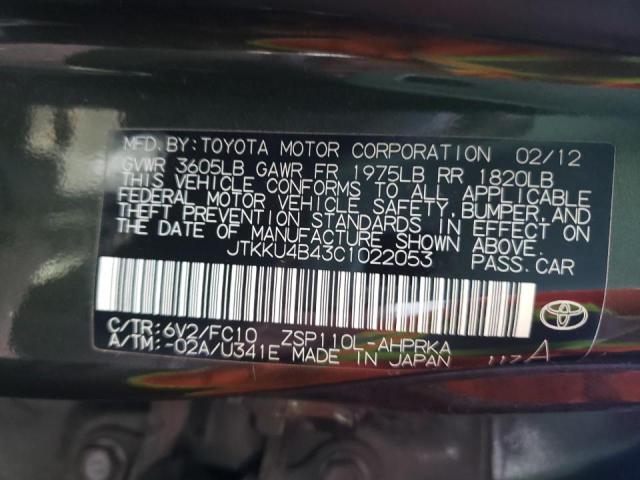 MFD.BY:TOYOTA MOTOR CORPORATION 02/12
GVWR 3605LB GAWR FR 1975LB RR 1820LB
THIS VEHICLE CONFORMS TO ALL APPLICABLE
FEDERAL MOTOR VEHICLE SAFETY,BUMPER,AND
THEFT PREVENTION STANDARDS IN EFFECT ON
THE DATE OF MANUFACTURE SHOWN ABOVE.
JTKKU4B43C1022053 PASS.CAR
C/TR:6V2/FC10 ZSP110L-AHPRKA
A/TM:-02A/U341E MADE IN JAPAN 117A